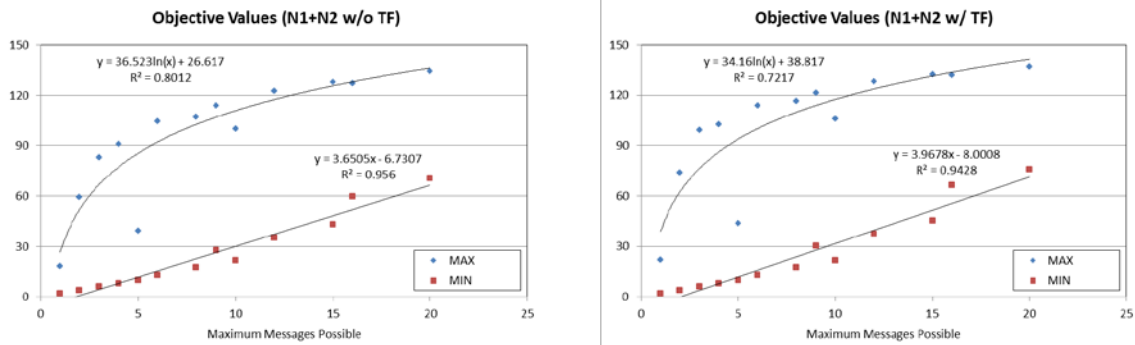 Objective Values (N1+N2 w/o TF)
150
120
90
60
30
0
y = 36.523ln(x) + 26.617
R² = 0.8012
y = 3.6505x - 6.7307
R² = 0.956
MAX
MIN
0 5 10 15 20 25
Maximum Messages Possible
Objective Values (N1+N2 w/ TF)
150
120
90
60
30
0
y = 34.16ln(x) + 38.817
R² = 0.7217
y = 3.9678x - 8.0008
R² = 0.9428
MAX
MIN
0 5 10 15 20 25
Maximum Messages Possible